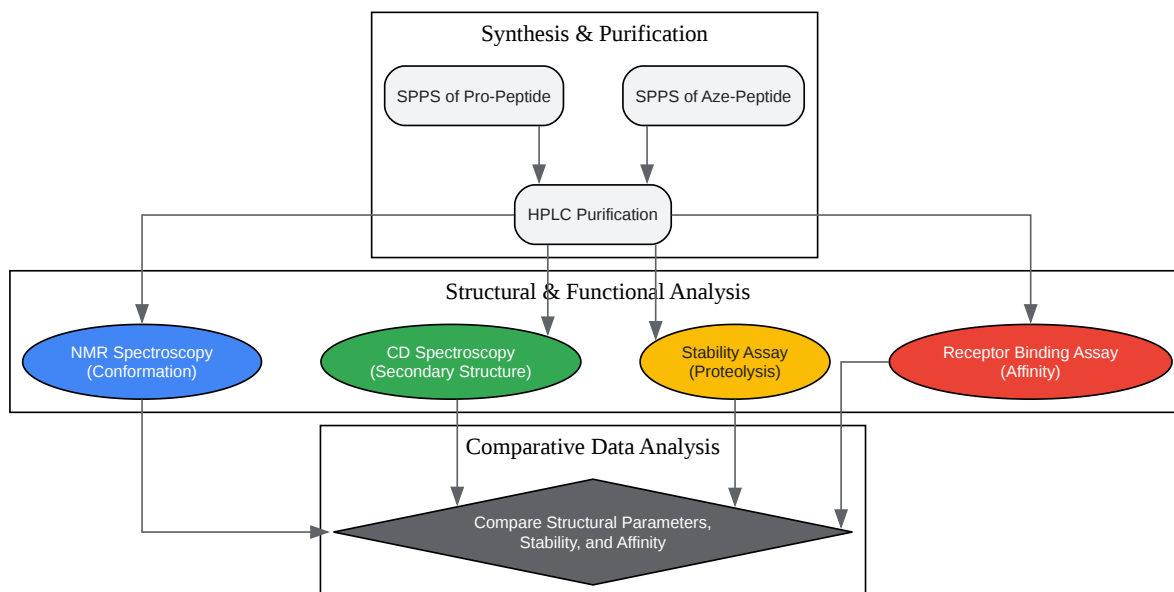 Synthesis & Purification
SPPS of Pro-Peptide
SPPS of Aze-Peptide
HPLC Purification
Structural & Functional Analysis
NMR Spectroscopy
(Conformation)
CD Spectroscopy
(Secondary Structure)
Stability Assay
(Proteolysis)
Receptor Binding Assay
(Affinity)
Comparative Data Analysis
Compare Structural Parameters,
Stability, and Affinity